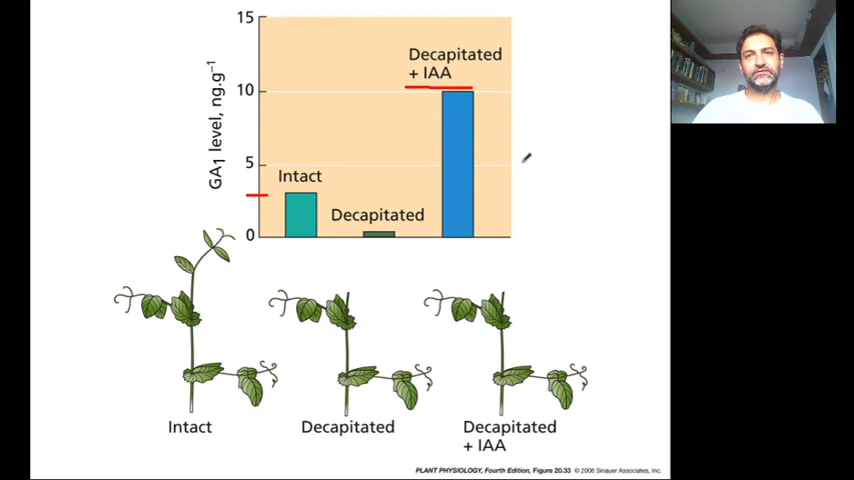 15
Decapitated
+ IAA
10
GA1 level, ng.g–1
5
Intact
Decapitated
0
Intact
Decapitated
Decapitated
+ IAA
PLANT PHYSIOLOGY, Fourth Edition, Figure 20.33 © 2006 Sinauer Associates, Inc.